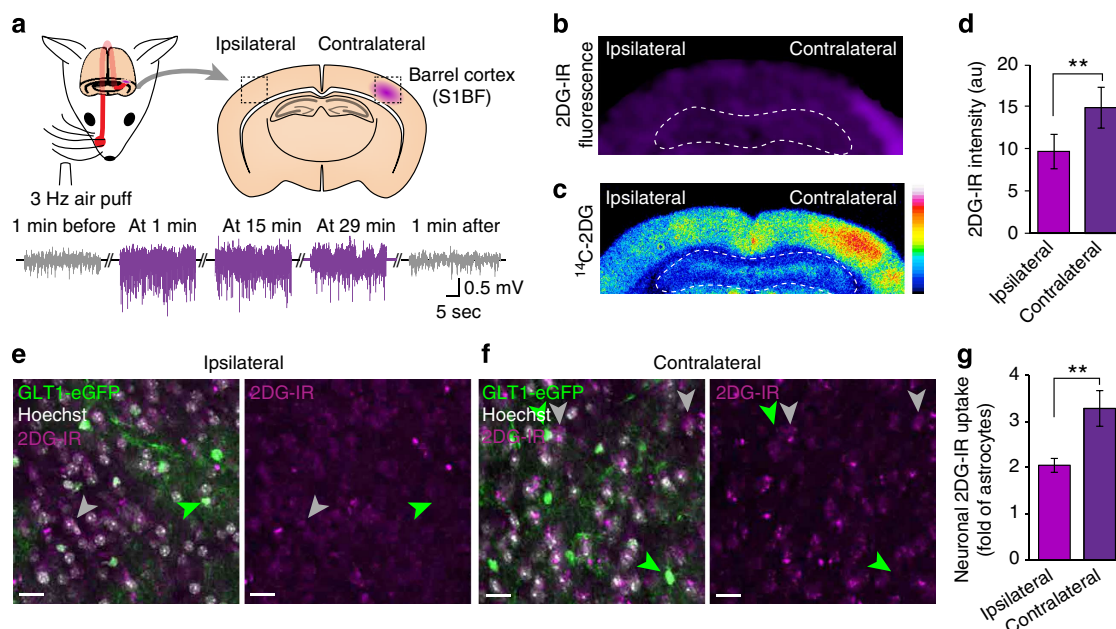 a
Ipsilateral Contralateral
Barrel cortex
(S1BF)
3 Hz air puff
1 min before At 1 min At 15 min At 29 min 1 min after
0.5 mV
5 sec
b
2DG-IR
fluorescence
Ipsilateral Contralateral
c
14C-2DG
Ipsilateral Contralateral
d
2DG-IR intensity (au)
20
15
10
5
0
**
Ipsilateral
Contralateral
e
Ipsilateral
GLT1-eGFP
Hoechst
2DG-IR
2DG-IR
f
Contralateral
GLT1-eGFP
Hoechst
2DG-IR
2DG-IR
g
Neuronal 2DG-IR uptake
(fold of astrocytes)
4
3
2
1
0
**
Ipsilateral
Contralateral